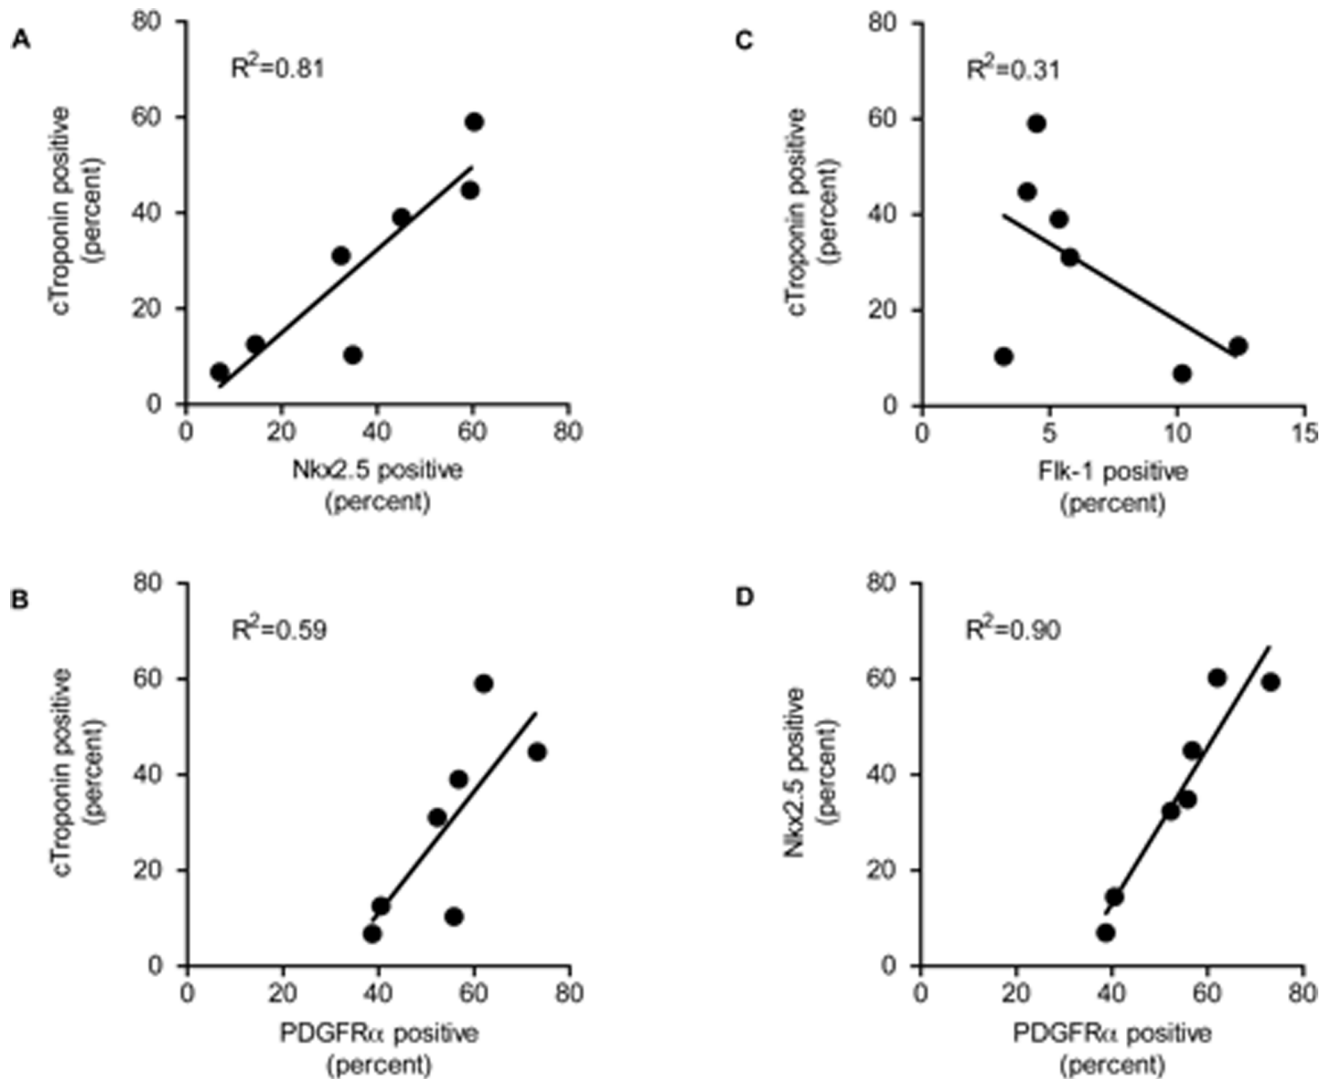 A
R²=0.81
80
60
40
20
0
cTroponin positive
(percent)
0 20 40 60 80
Nkx2.5 positive
(percent)
C
R²=0.31
80
60
40
20
0
cTroponin positive
(percent)
0 5 10 15
Flk-1 positive
(percent)
B
R²=0.59
80
60
40
20
0
cTroponin positive
(percent)
0 20 40 60 80
PDGFRα positive
(percent)
D
R²=0.90
80
60
40
20
0
Nkx2.5 positive
(percent)
0 20 40 60 80
PDGFRα positive
(percent)